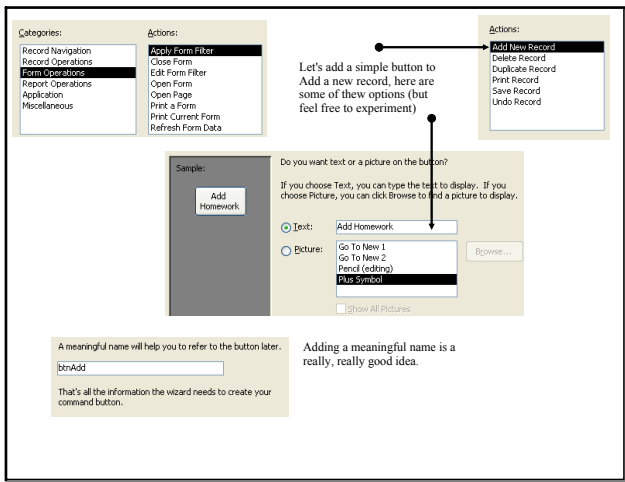 Categories:
Record Navigation
Record Operations
Form Operations
Report Operations
Application
Miscellaneous
Actions:
Apply Form Filter
Close Form
Edit Form Filter
Open Form
Open Page
Print a Form
Print Current Form
Refresh Form Data
Let's add a simple button to
Add a new record, here are
some of thew options (but
feel free to experiment)
Actions:
Add New Record
Delete Record
Duplicate Record
Print Record
Save Record
Undo Record
Sample:
Add
Homework
Do you want text or a picture on the button?
If you choose Text, you can type the text to display. If you
choose Picture, you can click Browse to find a picture to display.
Text:
Add Homework
Picture:
Go To New 1
Go To New 2
Pencil (editing)
Plus Symbol
Browse...
Show All Pictures
A meaningful name will help you to refer to the button later.
btnAdd
That's all the information the wizard needs to create your
command button.
Adding a meaningful name is a
really, really good idea.